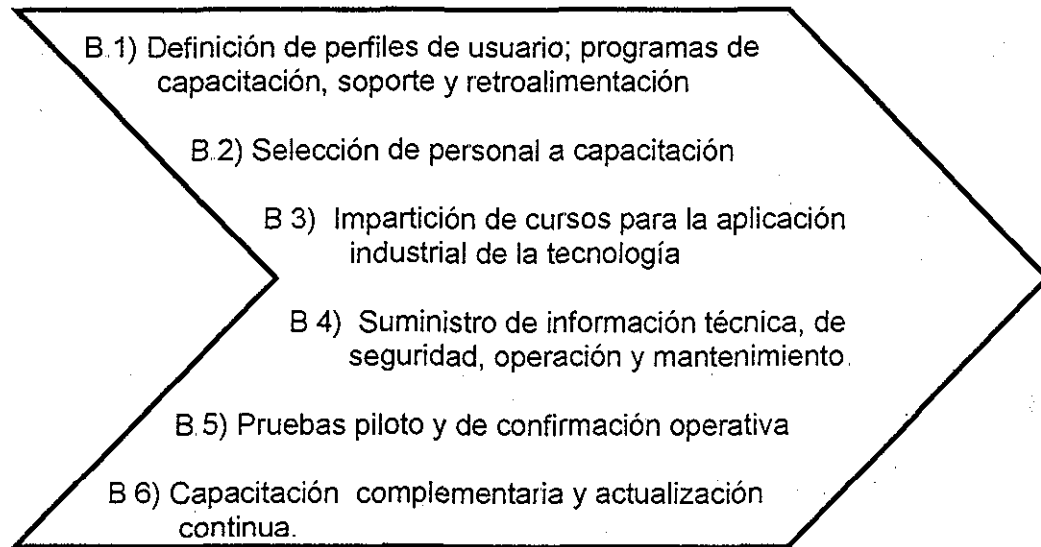 B.1) Definición de perfiles de usuario; programas de
capacitación, soporte y retroalimentación
B.2) Selección de personal a capacitación
B 3) Impartición de cursos para la aplicación
industrial de la tecnología
B 4) Suministro de información técnica, de
seguridad, operación y mantenimiento.
B.5) Pruebas piloto y de confirmación operativa
B 6) Capacitación complementaria y actualización
continua.